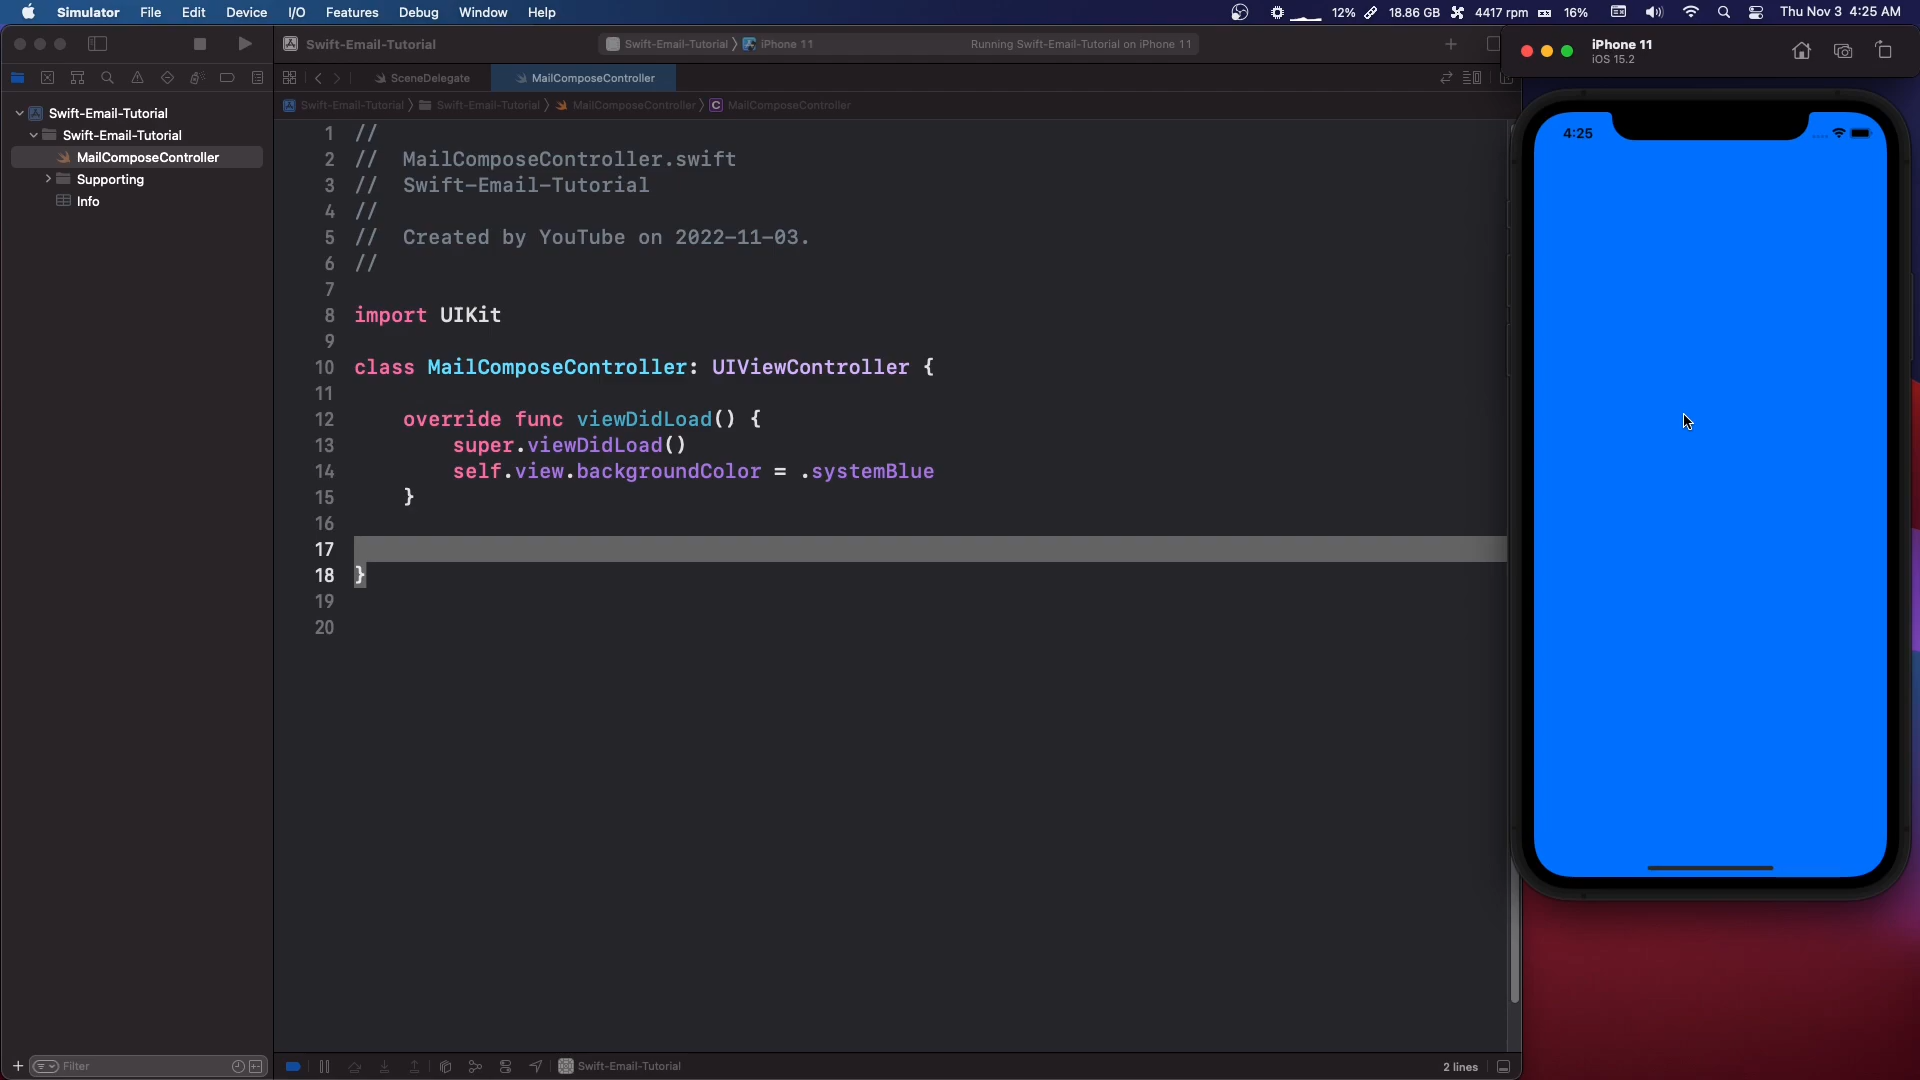 Simulator File Edit Device I/O Features Debug Window Help 12% 18.86 GB 4417 rpm 16% Thu Nov 3 4:25 AM
Swift-Email-Tutorial
Swift-Email-Tutorial
MailComposeController
Supporting
Info
Filter
Swift-Email-Tutorial Swift-Email-Tutorial iPhone 11 Running Swift-Email-Tutorial on iPhone 11
SceneDelegate MailComposeController
Swift-Email-Tutorial Swift-Email-Tutorial MailComposeController C MailComposeController
1 //
2 // MailComposeController.swift
3 // Swift-Email-Tutorial
4 //
5 // Created by YouTube on 2022-11-03.
6 //
7
8 import UIKit
9
10 class MailComposeController: UIViewController {
11
12 override func viewDidLoad() {
13 super.viewDidLoad()
14 self.view.backgroundColor = .systemBlue
15 }
16
17
18 }
19
20
Swift-Email-Tutorial 2 lines
iPhone 11
iOS 15.2
4:25